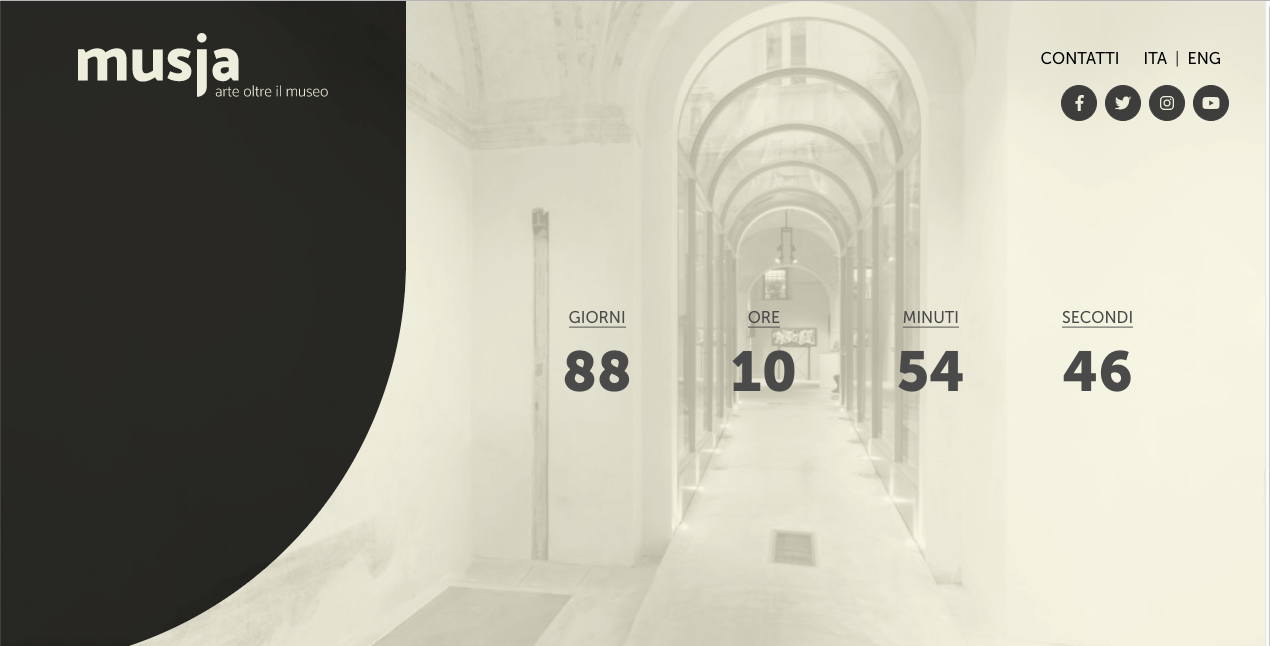 musja
arte oltre il museo
CONTATTI ITA | ENG
GIORNI ORE MINUTI SECONDI
88 10 54 46